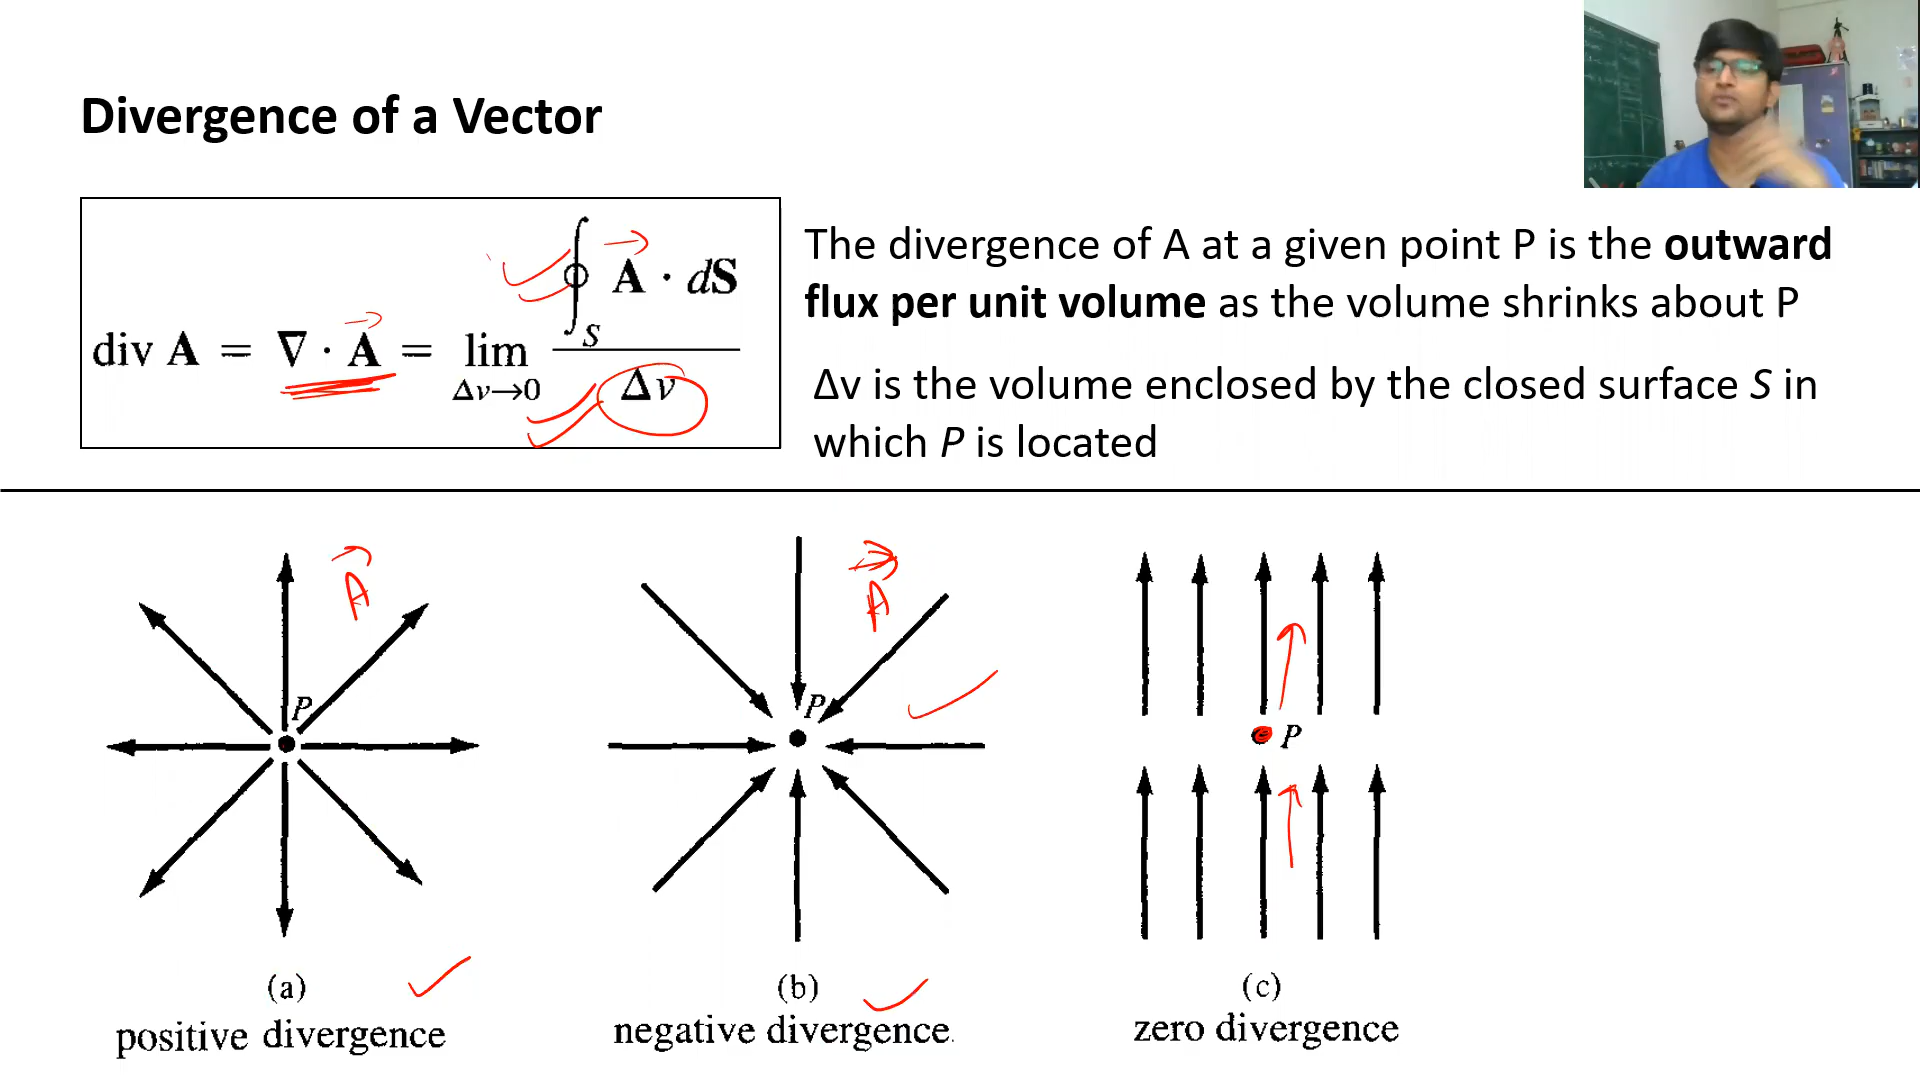 Divergence of a Vector
div A = ∇ · A = lim Δv→0 ∮S A · dS / Δv
The divergence of A at a given point P is the outward
flux per unit volume as the volume shrinks about P
Δv is the volume enclosed by the closed surface S in
which P is located
A
A
P
P
P
(a)
(b)
(c)
positive divergence
negative divergence.
zero divergence